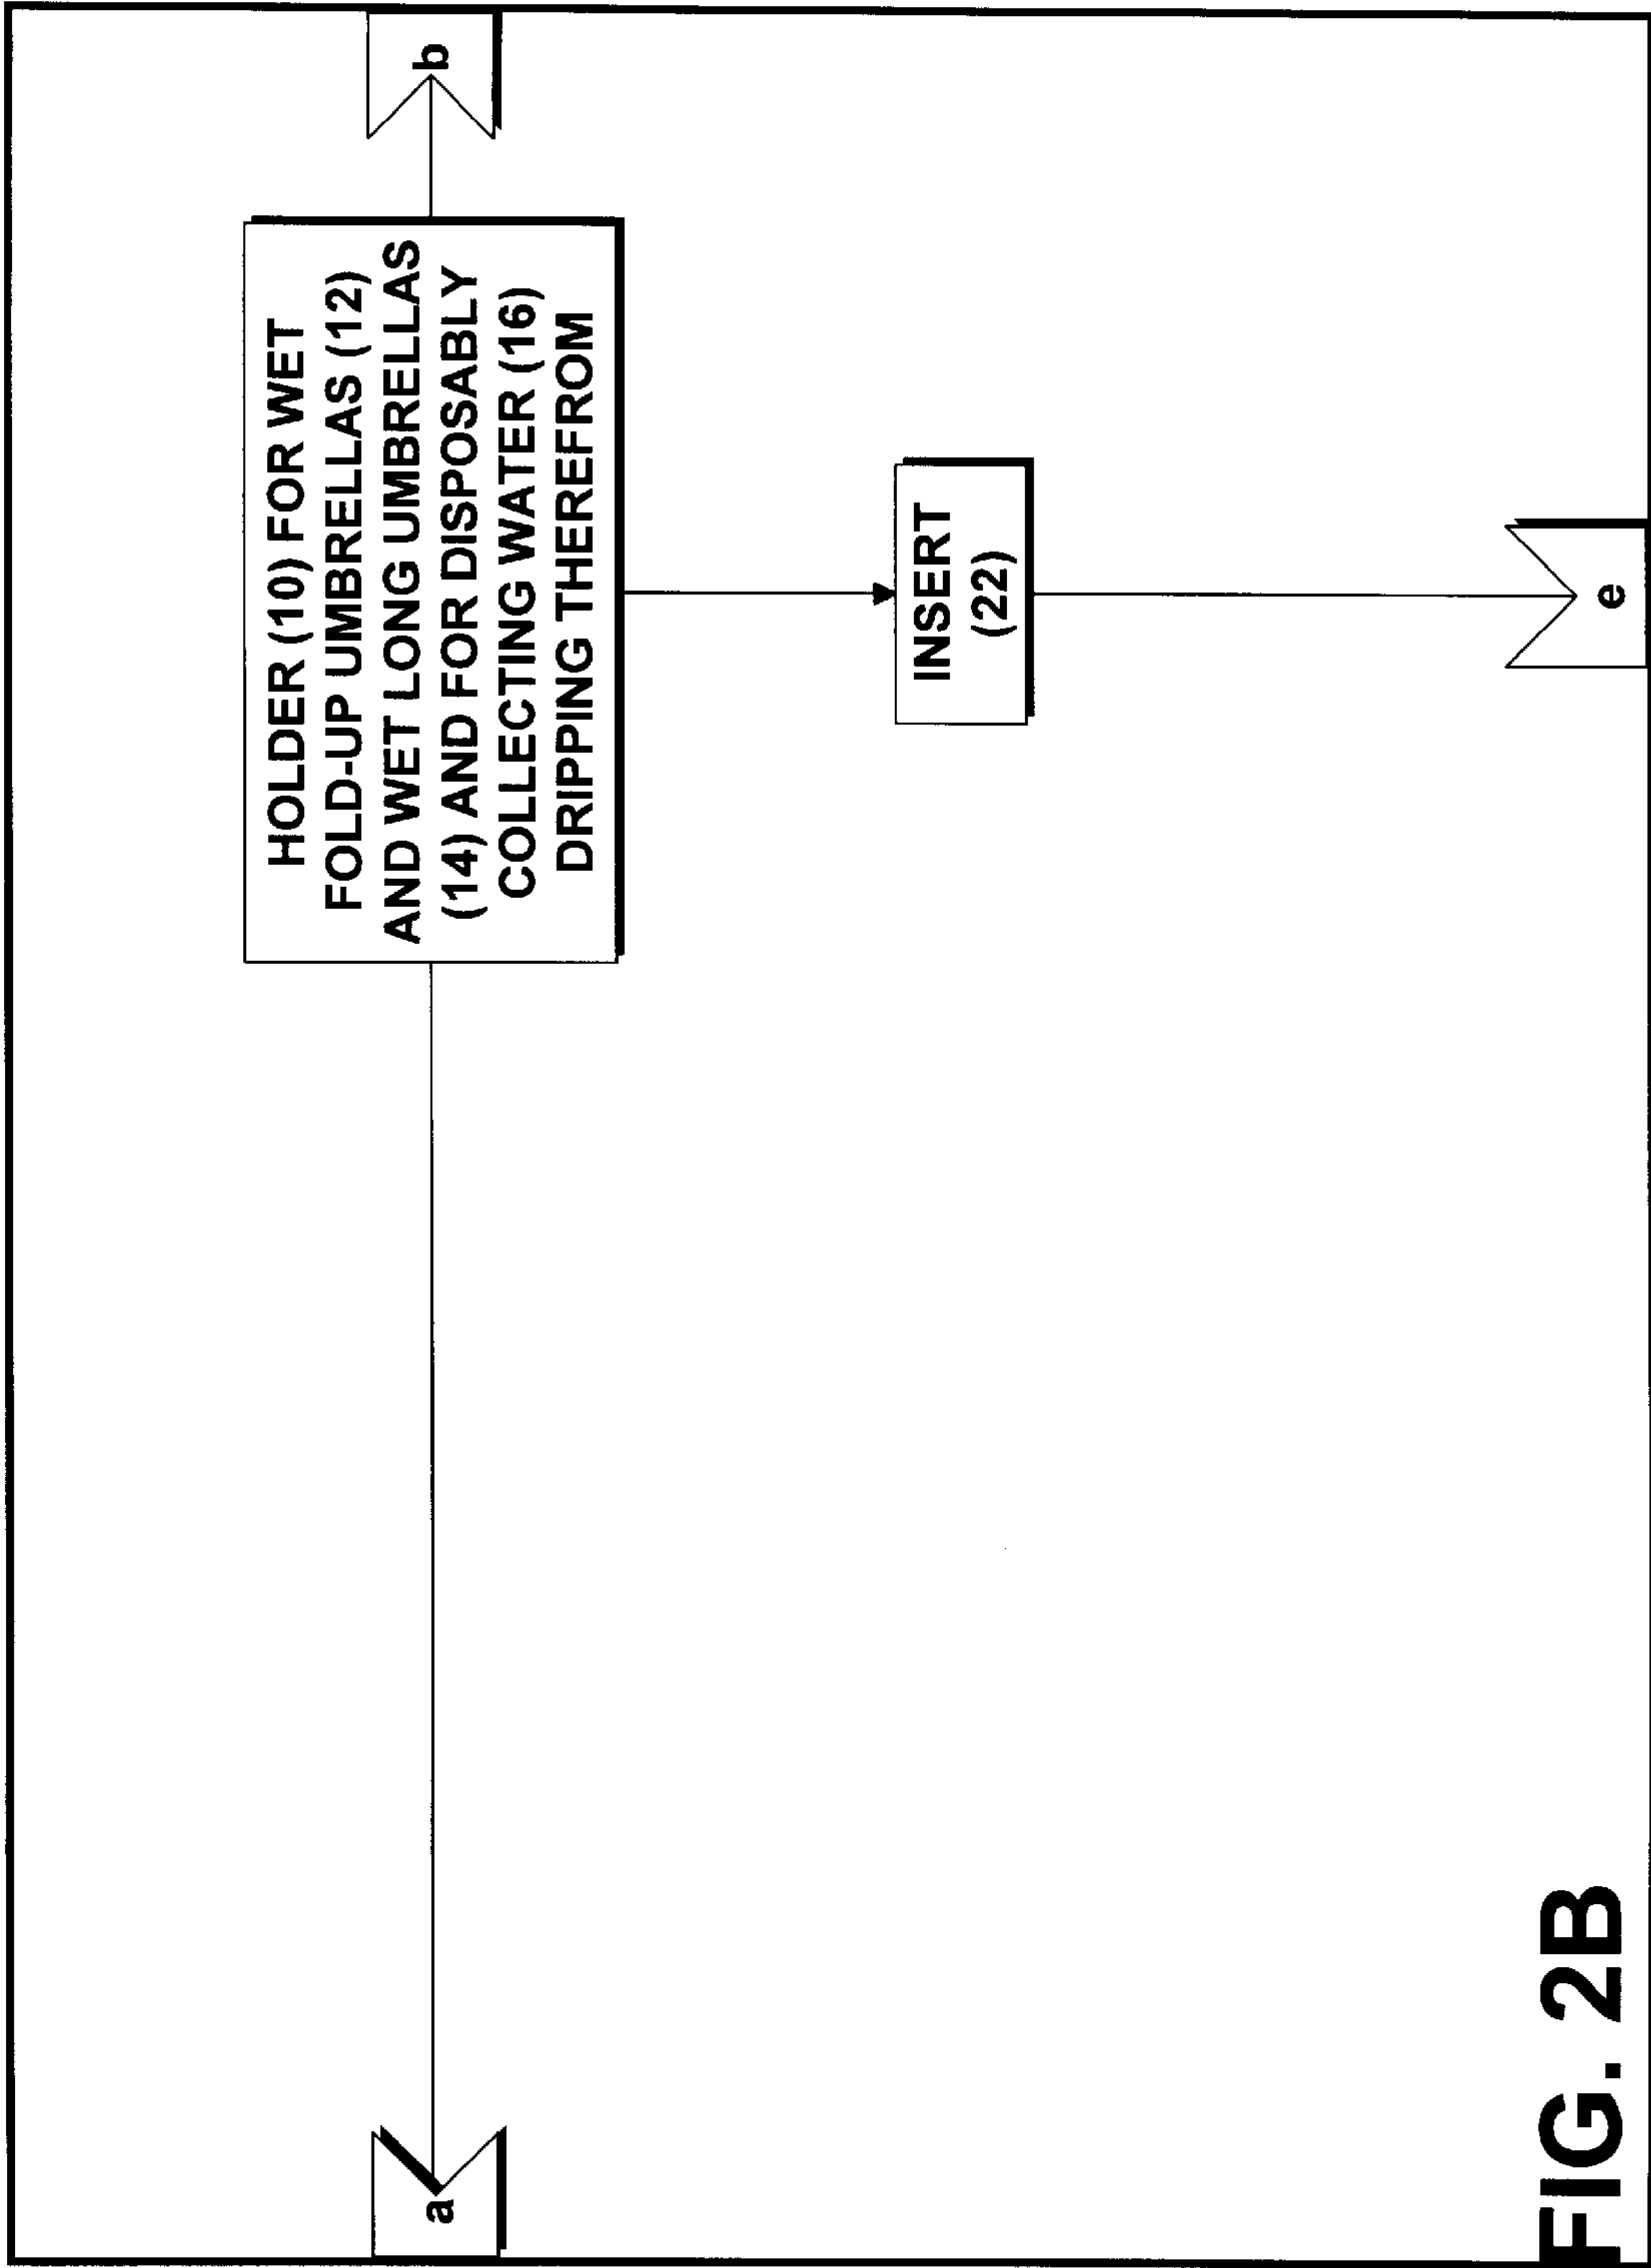 HOLDER (10) FOR WET
FOLD-UP UMBRELLAS (12)
AND WET LONG UMBRELLAS
(14) AND FOR DISPOSABLY
COLLECTING WATER (16)
DRIPPING THEREFROM
a
b
INSERT
(22)
e
FIG. 2B